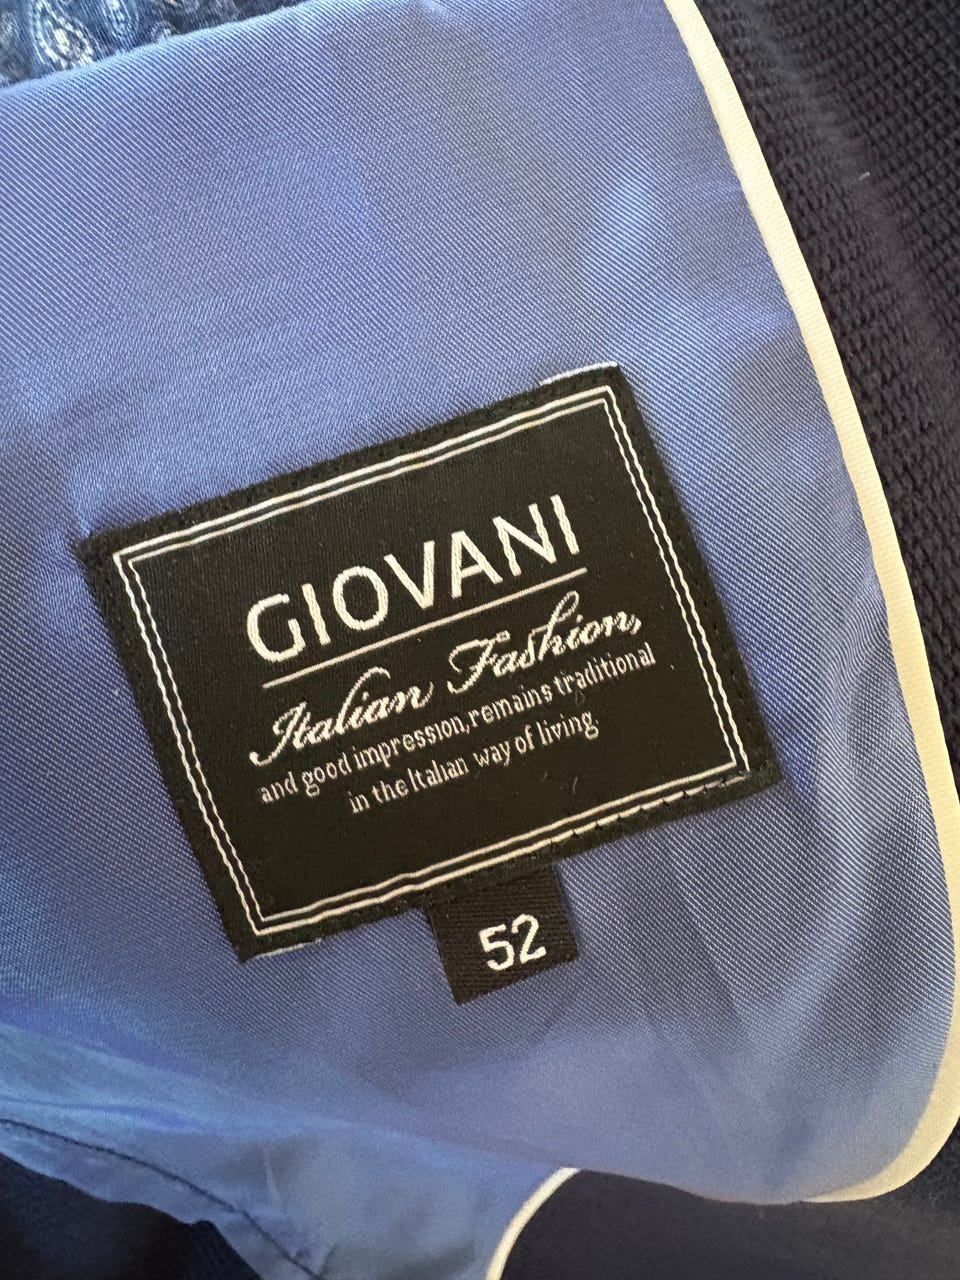 GIOVANI
Italian Fashion,
and good impression, remains traditional
in the Italian way of living
52